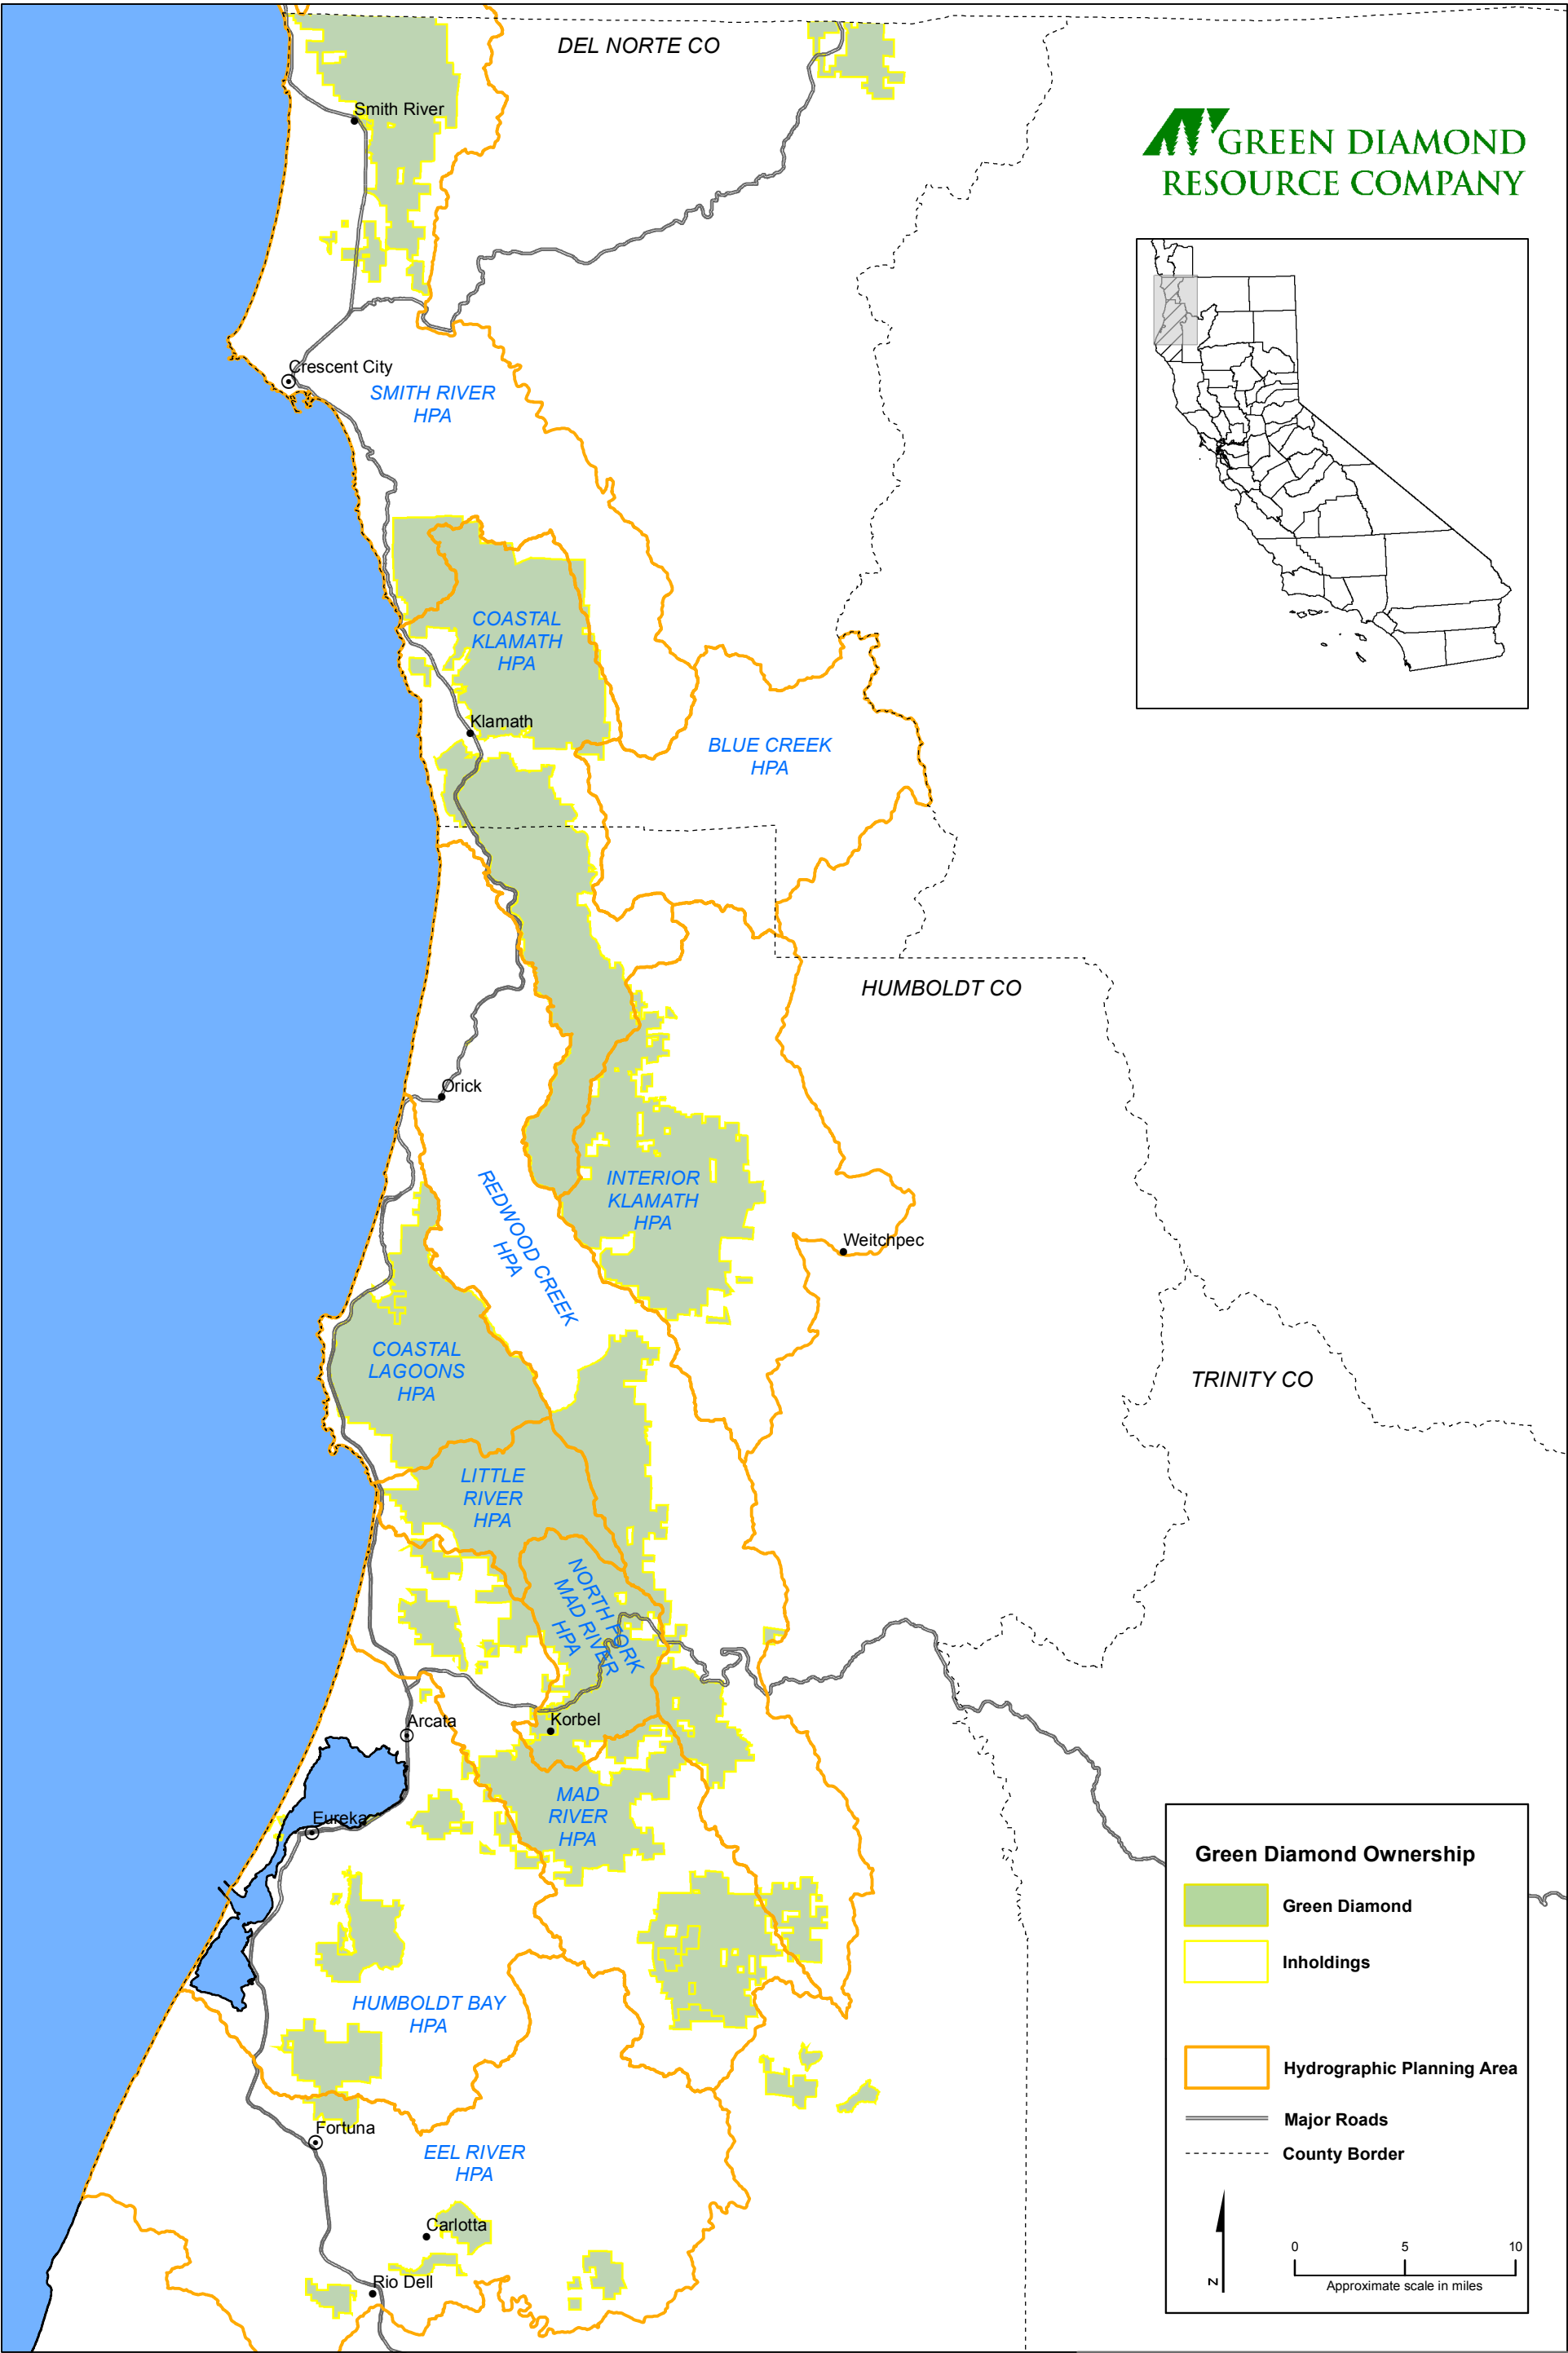 DEL NORTE CO
GREEN DIAMOND
RESOURCE COMPANY
Smith River
Crescent City
SMITH RIVER
HPA
COASTAL
KLAMATH
HPA
Klamath
BLUE CREEK
HPA
HUMBOLDT CO
Orick
REDWOOD CREEK
HPA
INTERIOR
KLAMATH
HPA
Weitchpec
COASTAL
LAGOONS
HPA
TRINITY CO
LITTLE
RIVER
HPA
NORTH FORK
MAD RIVER
HPA
Arcata
Korbel
MAD
RIVER
HPA
Eureka
HUMBOLDT BAY
HPA
Fortuna
EEL RIVER
HPA
Carlotta
Rio Dell
Green Diamond Ownership
Green Diamond
Inholdings
Hydrographic Planning Area
Major Roads
County Border
N
0 5 10
Approximate scale in miles